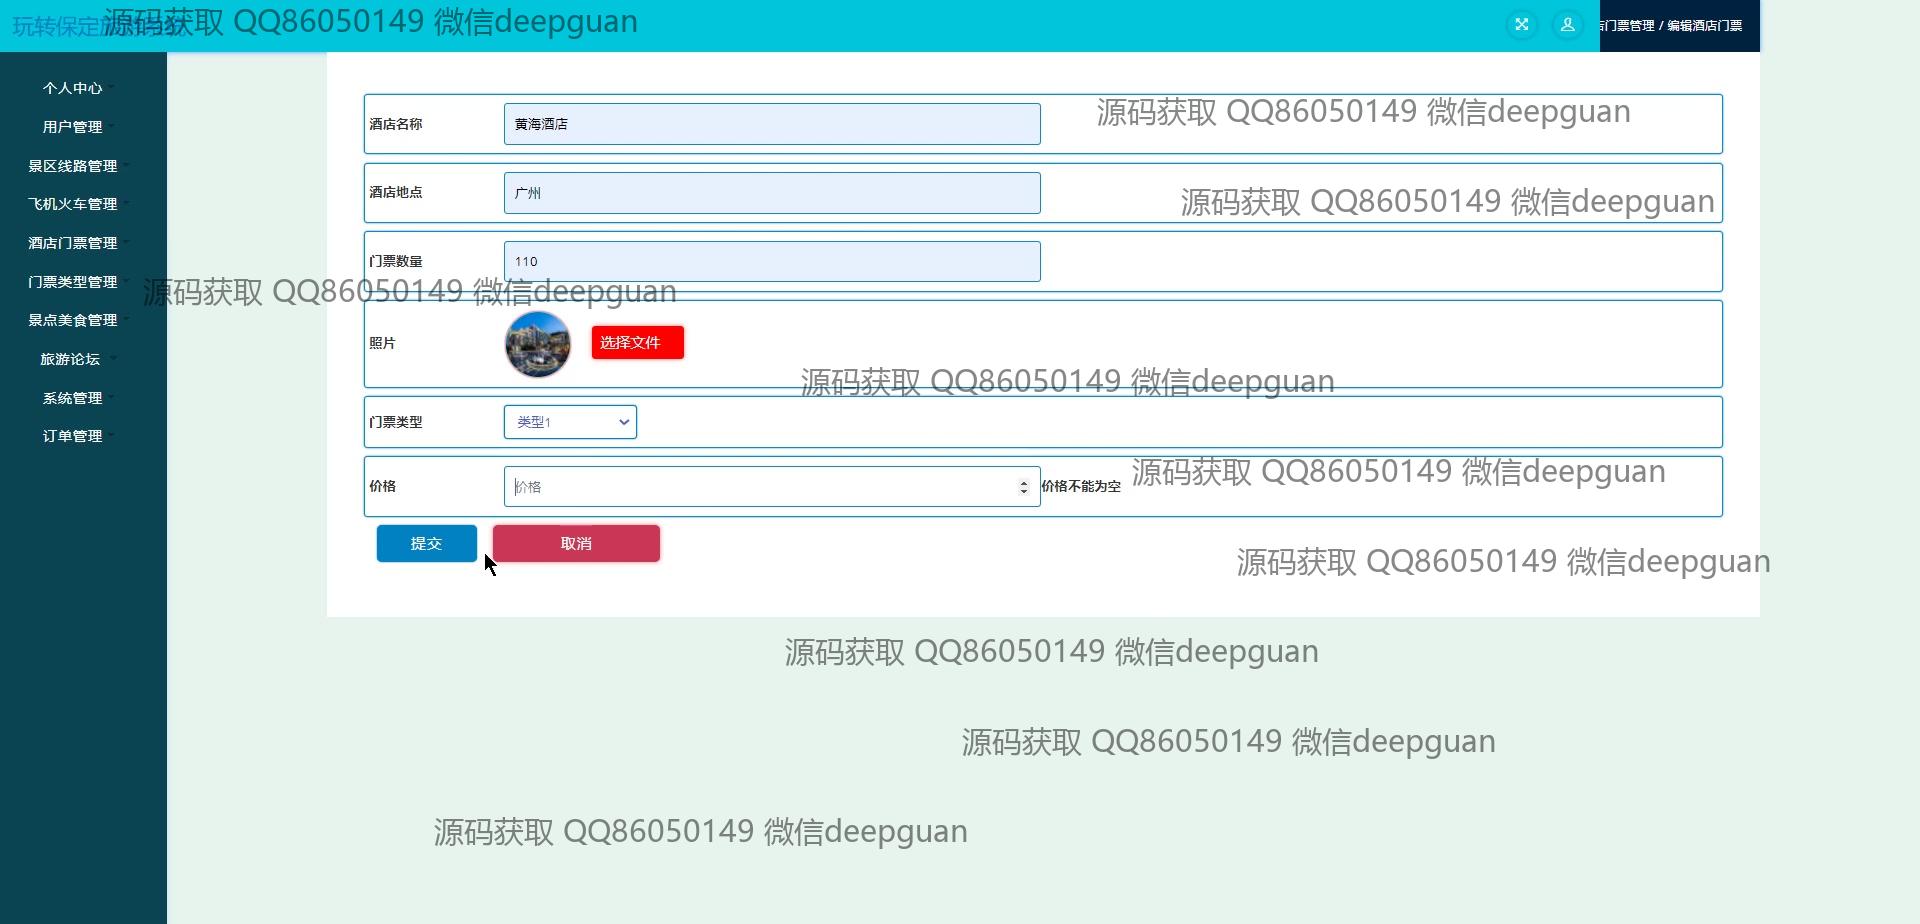 玩转保定旅游系统
源码获取 QQ86050149 微信deepguan
店门票管理 / 编辑酒店门票
个人中心
用户管理
景区线路管理
飞机火车管理
酒店门票管理
门票类型管理
景点美食管理
旅游论坛
系统管理
订单管理
酒店名称
黄海酒店
源码获取 QQ86050149 微信deepguan
酒店地点
广州
源码获取 QQ86050149 微信deepguan
门票数量
110
源码获取 QQ86050149 微信deepguan
照片
选择文件
源码获取 QQ86050149 微信deepguan
门票类型
类型1
价格
价格
价格不能为空
源码获取 QQ86050149 微信deepguan
提交
取消
源码获取 QQ86050149 微信deepguan
源码获取 QQ86050149 微信deepguan
源码获取 QQ86050149 微信deepguan
源码获取 QQ86050149 微信deepguan